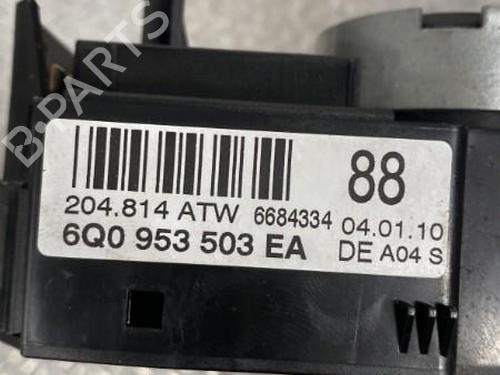 B-PARTS
88
204.814 ATW 6684334 04.01.10
6Q0 953 503 EA DE A04 S